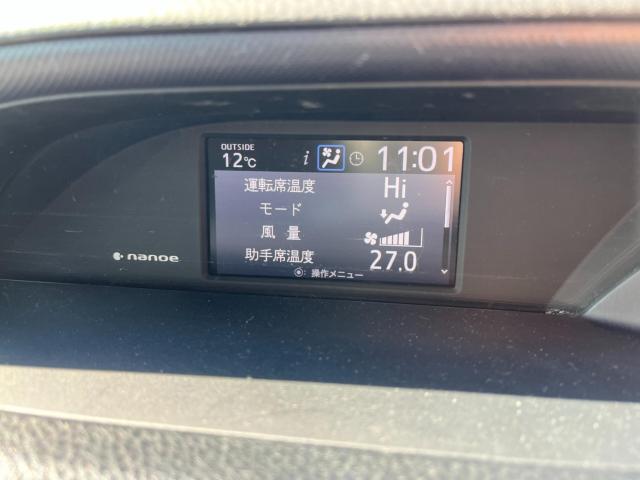 OUTSIDE
12℃ i 11:01
運転席温度 Hi
モード
風量
助手席温度 27.0
nanoe
: 操作メニュー